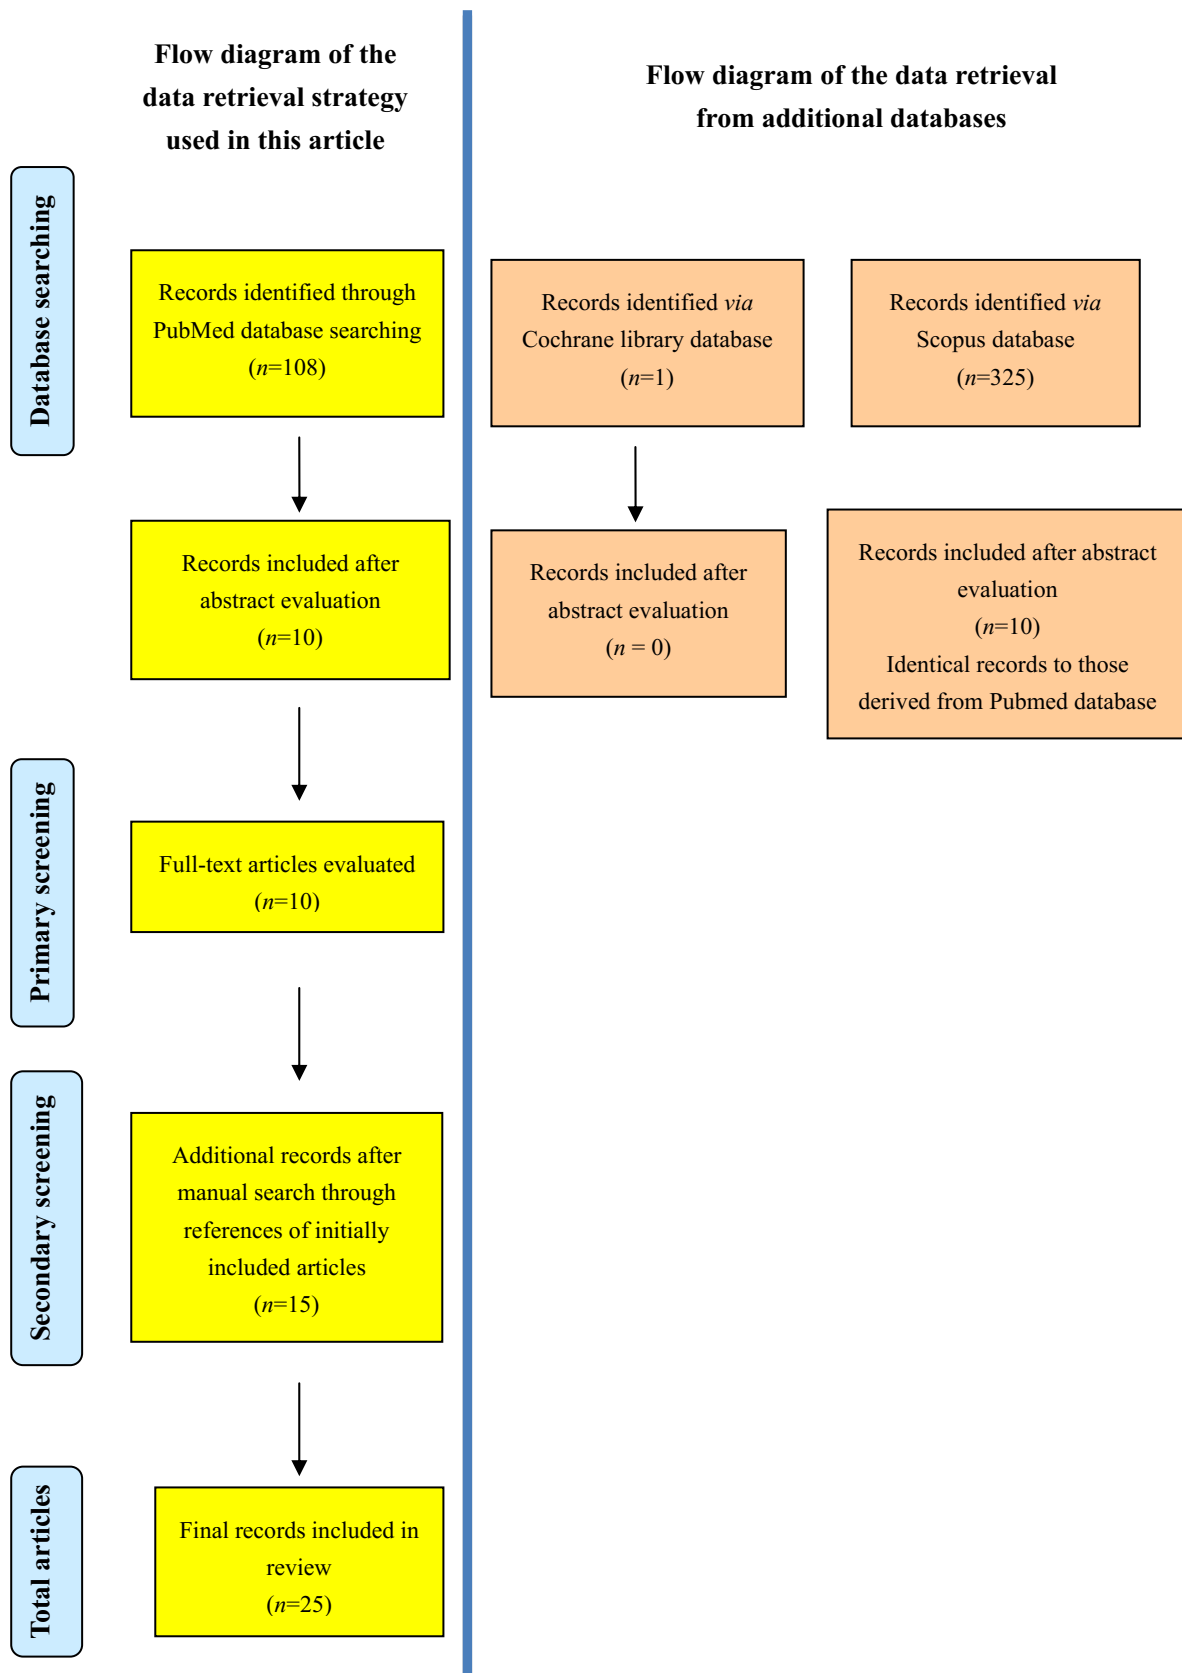 Flow diagram of the
data retrieval strategy
used in this article
Flow diagram of the data retrieval
from additional databases
Database searching
Records identified through
PubMed database searching
(n=108)
Records identified via
Cochrane library database
(n=1)
Records identified via
Scopus database
(n=325)
Records included after
abstract evaluation
(n=10)
Records included after
abstract evaluation
(n = 0)
Records included after abstract
evaluation
(n=10)
Identical records to those
derived from Pubmed database
Primary screening
Full-text articles evaluated
(n=10)
Secondary screening
Additional records after
manual search through
references of initially
included articles
(n=15)
Total articles
Final records included in
review
(n=25)